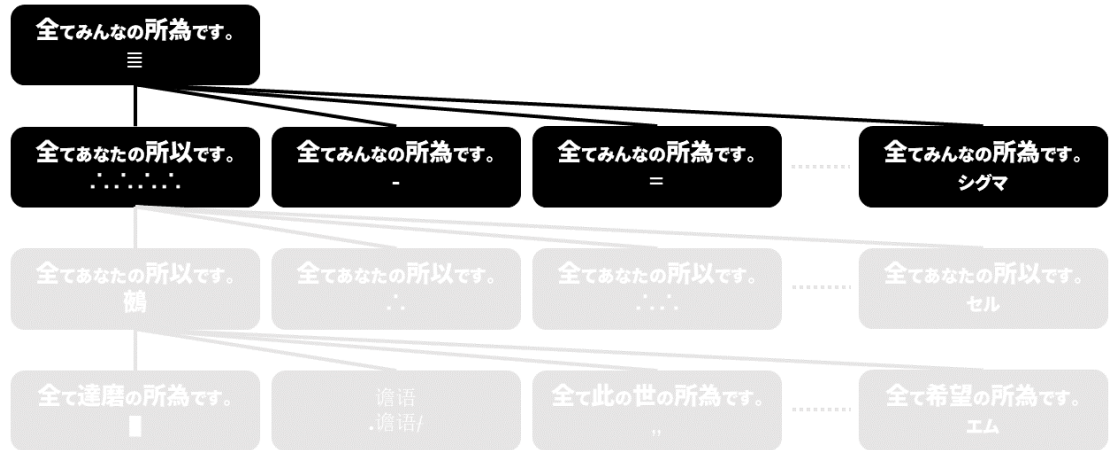 全てみんなの所為です。
≣
全てあなたの所以です。
∴∴∴∴
全てみんなの所為です。
-
全てみんなの所為です。
=
全てみんなの所為です。
シグマ
全てあなたの所以です。
鵺
全てあなたの所以です。
∴
全てあなたの所以です。
∴∴
全てあなたの所以です。
セル
全て達磨の所為です。
█
谵语
.谵语/
全て此の世の所為です。
,,
全て希望の所為です。
エム